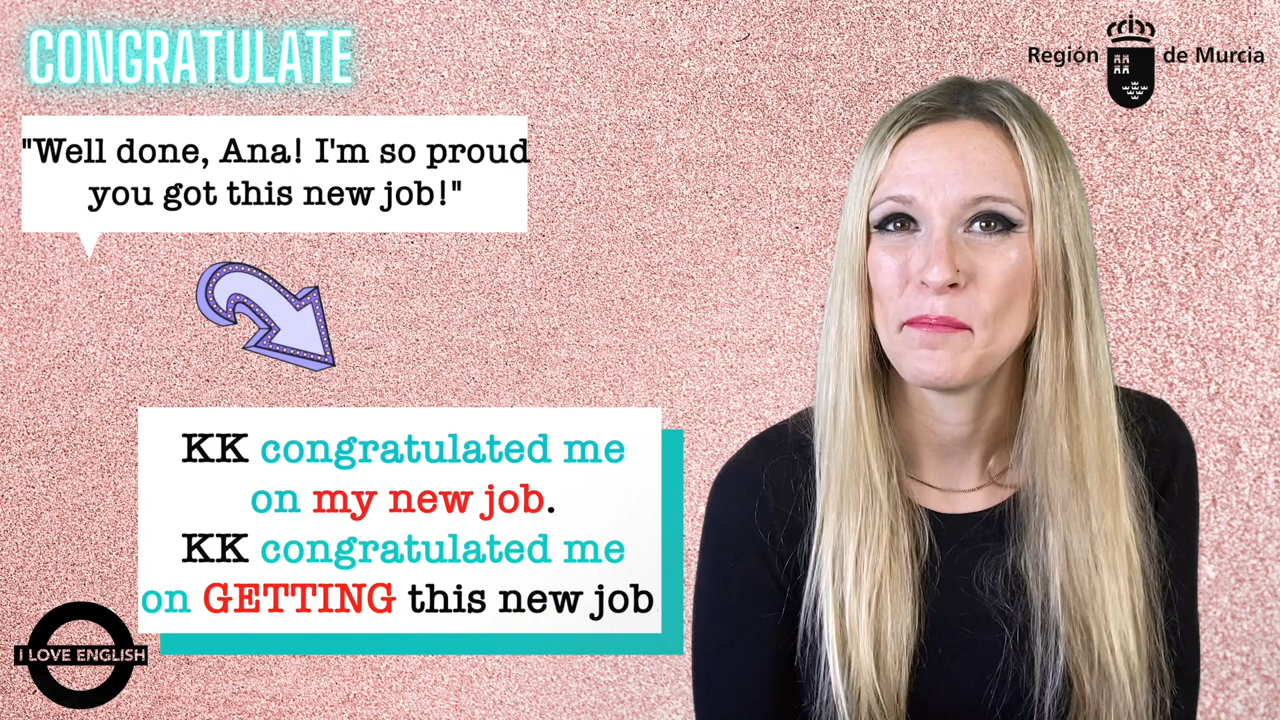 CONGRATULATE
Región de Murcia
"Well done, Ana! I'm so proud
you got this new job!"
KK congratulated me
on my new job.
KK congratulated me
on GETTING this new job
I LOVE ENGLISH